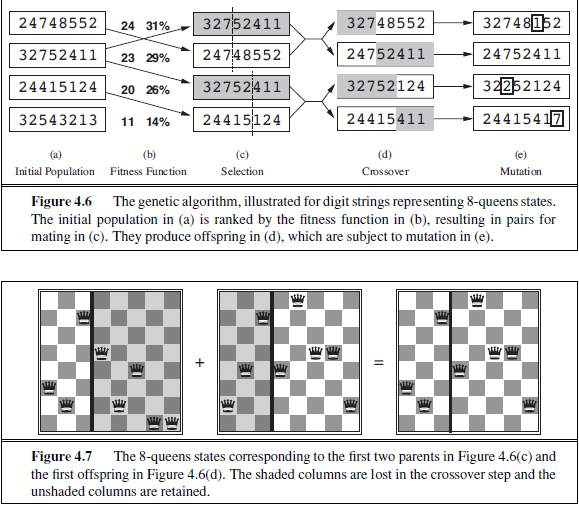 24748552 24 31% 32752411 32748552 32748152
32752411 23 29% 24748552 24752411 24752411
24415124 20 26% 32752411 32752124 32252124
32543213 11 14% 24415124 24415411 24415417
(a) (b) (c) (d) (e)
Initial Population Fitness Function Selection Crossover Mutation
Figure 4.6 The genetic algorithm, illustrated for digit strings representing 8-queens states.
The initial population in (a) is ranked by the fitness function in (b), resulting in pairs for
mating in (c). They produce offspring in (d), which are subject to mutation in (e).
+ =
Figure 4.7 The 8-queens states corresponding to the first two parents in Figure 4.6(c) and
the first offspring in Figure 4.6(d). The shaded columns are lost in the crossover step and the
unshaded columns are retained.